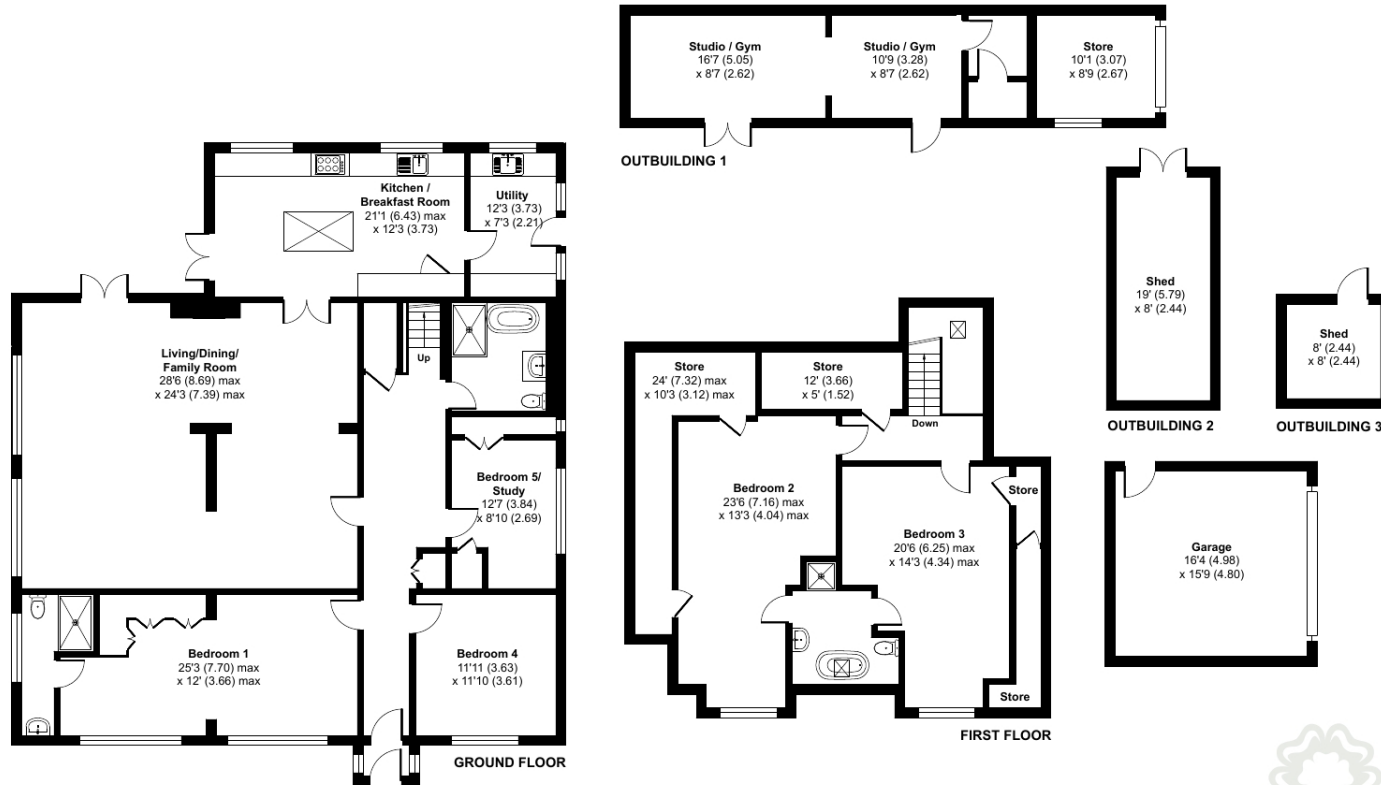 Studio / Gym
16'7 (5.05)
x 8'7 (2.62)
Studio / Gym
10'9 (3.28)
x 8'7 (2.62)
Store
10'1 (3.07)
x 8'9 (2.67)
OUTBUILDING 1
Kitchen /
Breakfast Room
21'1 (6.43) max
x 12'3 (3.73)
Utility
12'3 (3.73)
x 7'3 (2.21)
Living/Dining/
Family Room
28'6 (8.69) max
x 24'3 (7.39) max
Up
Bedroom 5/
Study
12'7 (3.84)
x 8'10 (2.69)
Bedroom 1
25'3 (7.70) max
x 12' (3.66) max
Bedroom 4
11'11 (3.63)
x 11'10 (3.61)
GROUND FLOOR
Store
24' (7.32) max
x 10'3 (3.12) max
Store
12' (3.66)
x 5' (1.52)
Down
Bedroom 2
23'6 (7.16) max
x 13'3 (4.04) max
Bedroom 3
20'6 (6.25) max
x 14'3 (4.34) max
Store
Store
FIRST FLOOR
Shed
19' (5.79)
x 8' (2.44)
OUTBUILDING 2
Shed
8' (2.44)
x 8' (2.44)
OUTBUILDING 3
Garage
16'4 (4.98)
x 15'9 (4.80)